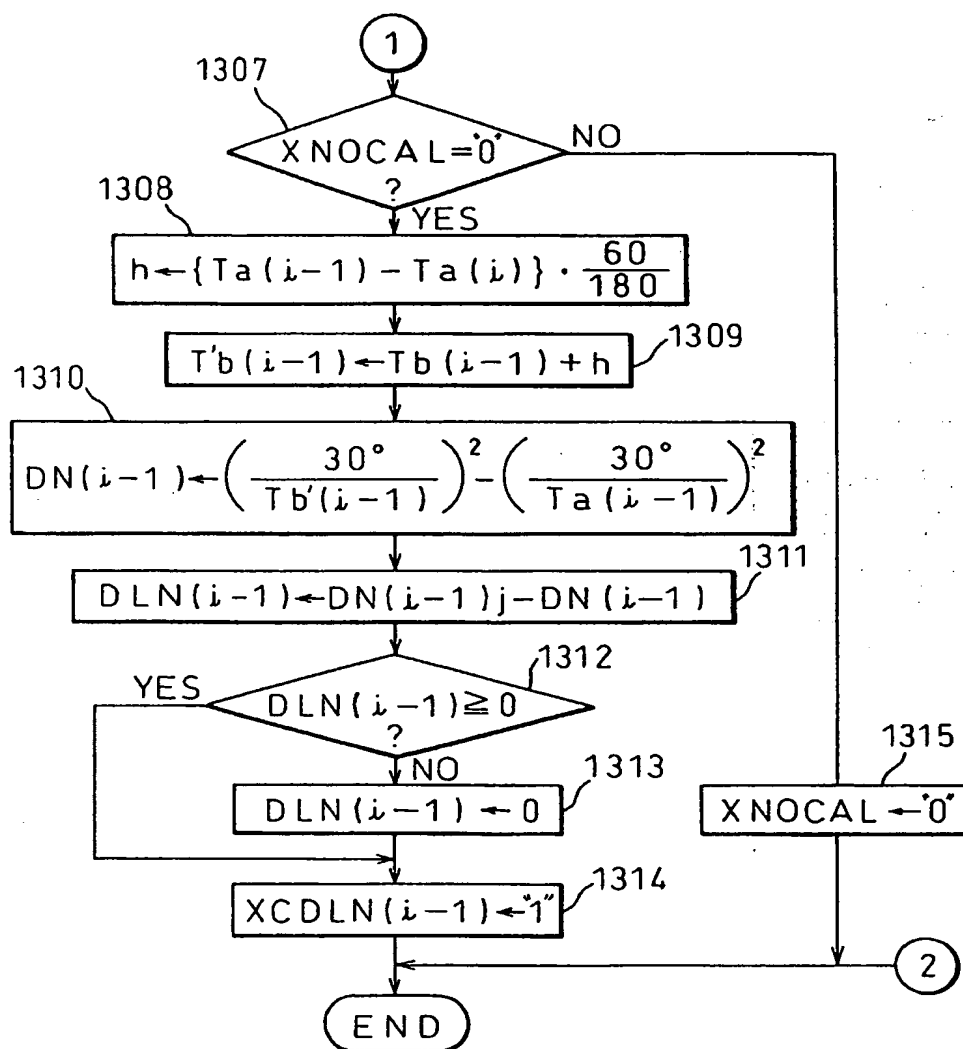 1
1307
XNOCAL="0"
?
NO
YES
1308
h←{Ta(i-1)-Ta(i)}·60/180
1309
T'b(i-1)←Tb(i-1)+h
1310
DN(i-1)←(30°/Tb'(i-1))²-(30°/Ta(i-1))²
1311
DLN(i-1)←DN(i-1)j-DN(i-1)
1312
YES
DLN(i-1)≧0
?
NO
1313
DLN(i-1)←0
1315
XNOCAL←"0"
1314
XCDLN(i-1)←"1"
2
END